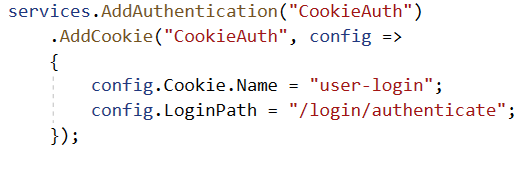 services.AddAuthentication("CookieAuth")
    .AddCookie("CookieAuth", config =>
    {
        config.Cookie.Name = "user-login";
        config.LoginPath = "/login/authenticate";
    });